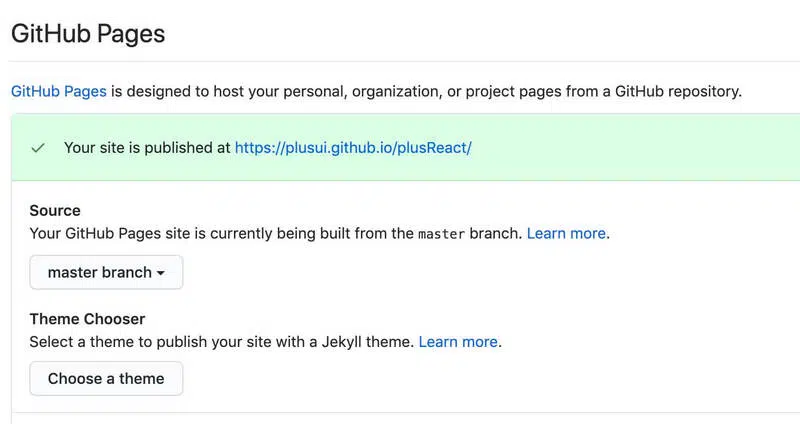 GitHub Pages
GitHub Pages is designed to host your personal, organization, or project pages from a GitHub repository.
Your site is published at https://plusui.github.io/plusReact/
Source
Your GitHub Pages site is currently being built from the master branch. Learn more.
master branch
Theme Chooser
Select a theme to publish your site with a Jekyll theme. Learn more.
Choose a theme